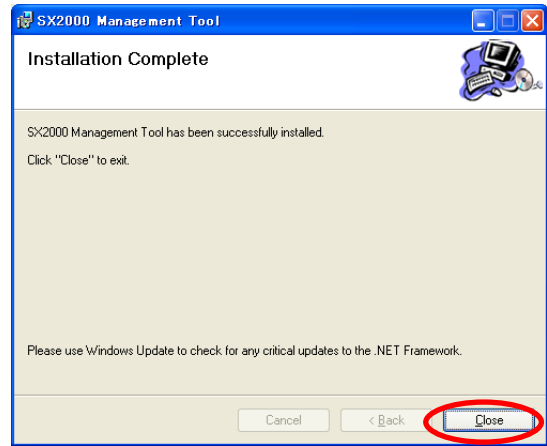 SX2000 Management Tool
Installation Complete
SX2000 Management Tool has been successfully installed.
Click "Close" to exit.
Please use Windows Update to check for any critical updates to the .NET Framework.
Cancel
< Back
Close